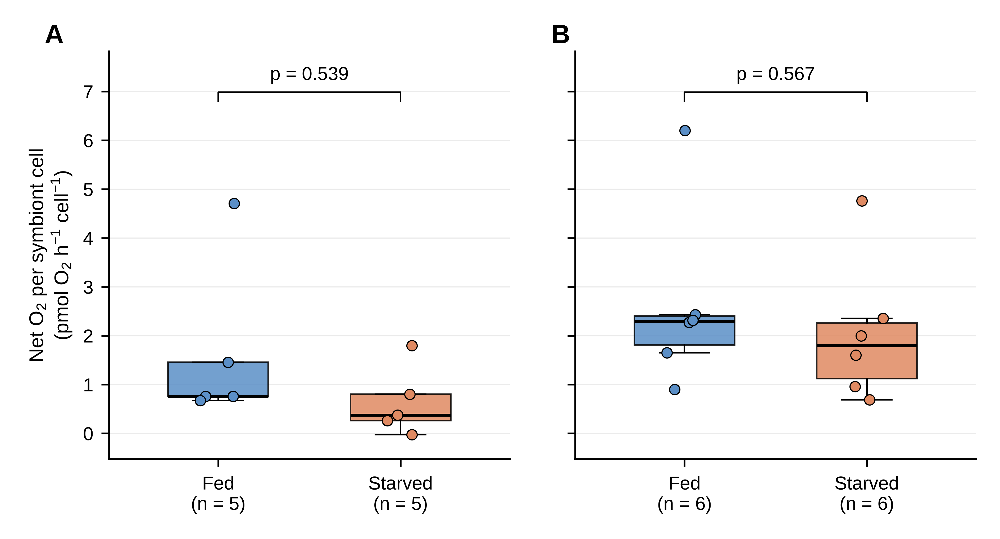 A
B
p = 0.539
p = 0.567
Net O₂ per symbiont cell
(pmol O₂ h⁻¹ cell⁻¹)
7
6
5
4
3
2
1
0
Fed
(n = 5)
Starved
(n = 5)
Fed
(n = 6)
Starved
(n = 6)